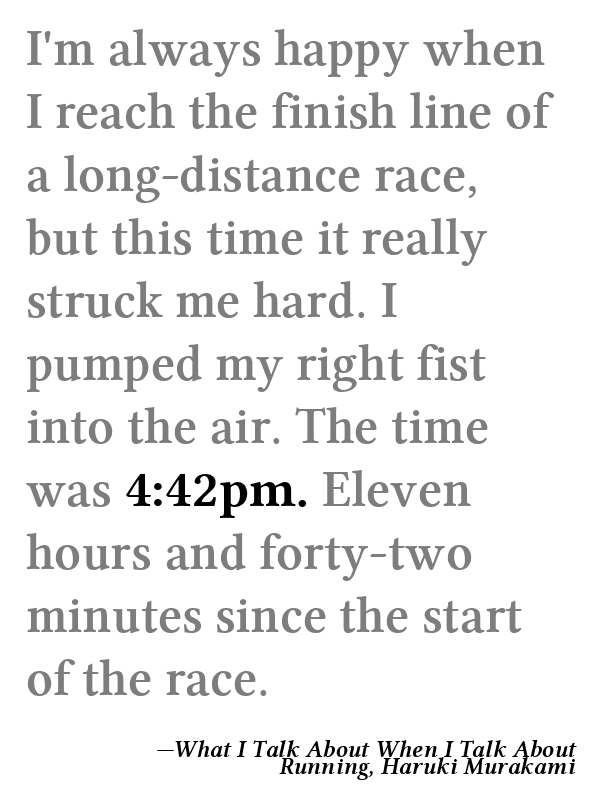 I'm always happy when
I reach the finish line of
a long-distance race,
but this time it really
struck me hard. I
pumped my right fist
into the air. The time
was 4:42pm. Eleven
hours and forty-two
minutes since the start
of the race.
—What I Talk About When I Talk About
Running, Haruki Murakami